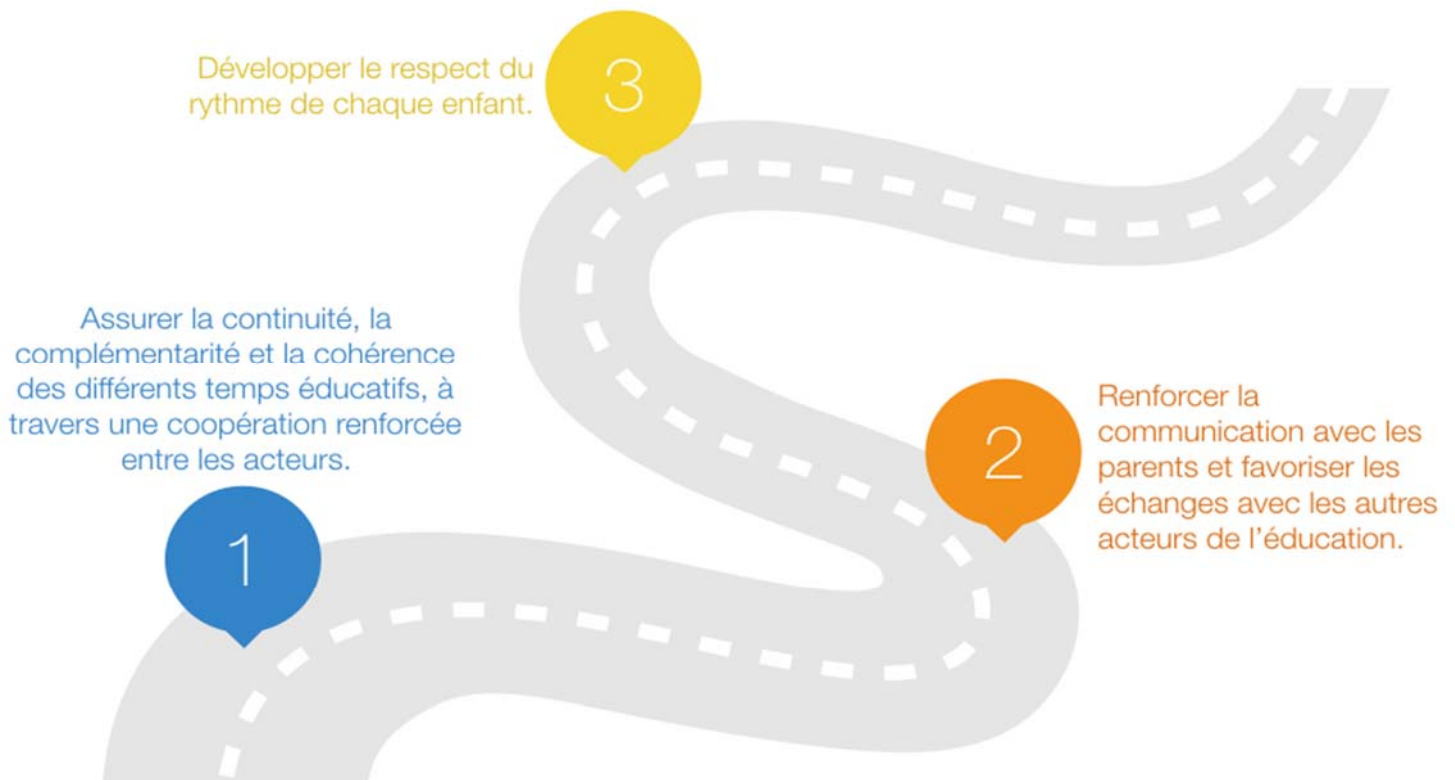 Développer le respect du
rythme de chaque enfant.
3
Assurer la continuité, la
complémentarité et la cohérence
des différents temps éducatifs, à
travers une coopération renforcée
entre les acteurs.
1
2
Renforcer la
communication avec les
parents et favoriser les
échanges avec les autres
acteurs de l'éducation.